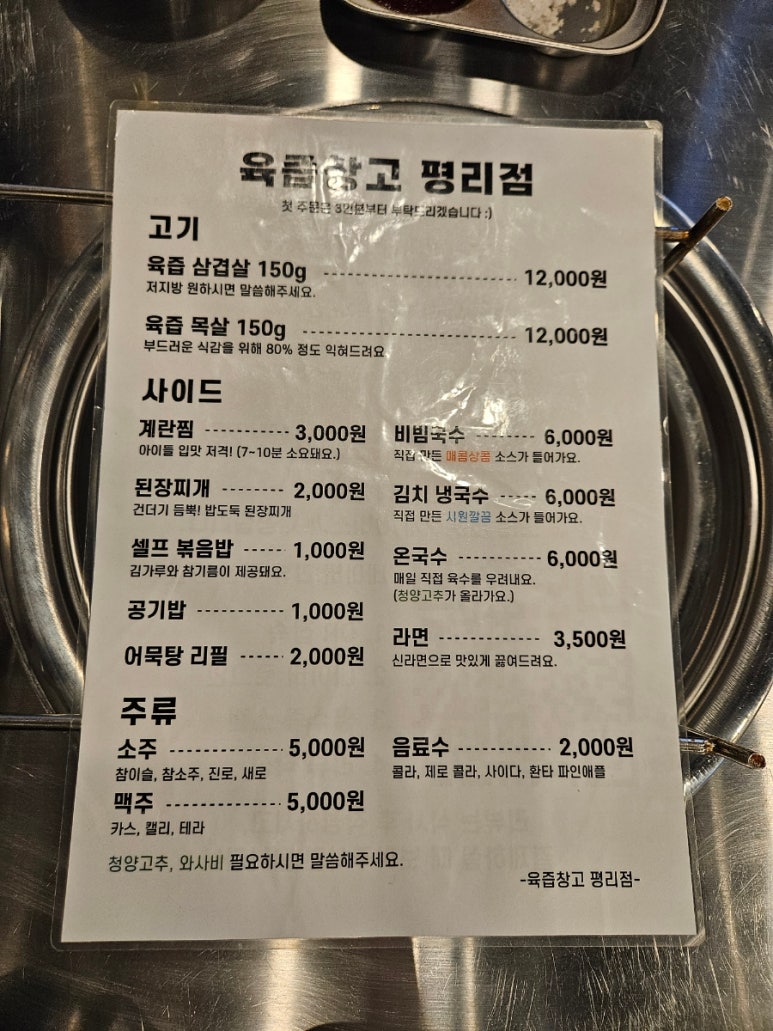 육즙창고 평리점
첫 주문은 3인분부터 부탁드리겠습니다 :)
고기
육즙 삼겹살 150g 12,000원
저지방 원하시면 말씀해주세요.
육즙 목살 150g 12,000원
부드러운 식감을 위해 80% 정도 익혀드려요
사이드
계란찜 3,000원
아이들 입맛 저격! (7~10분 소요돼요.)
된장찌개 2,000원
건더기 듬뿍! 밥도둑 된장찌개
셀프 볶음밥 1,000원
김가루와 참기름이 제공돼요.
공기밥 1,000원
어묵탕 리필 2,000원
비빔국수 6,000원
직접 만든 매콤상콤 소스가 들어가요.
김치 냉국수 6,000원
직접 만든 시원깔끔 소스가 들어가요.
온국수 6,000원
매일 직접 육수를 우려내요.
(청양고추가 올라가요.)
라면 3,500원
신라면으로 맛있게 끓여드려요.
주류
소주 5,000원
참이슬, 참소주, 진로, 새로
맥주 5,000원
카스, 캘리, 테라
음료수 2,000원
콜라, 제로 콜라, 사이다, 환타 파인애플
청양고추, 와사비 필요하시면 말씀해주세요.
-육즙창고 평리점-